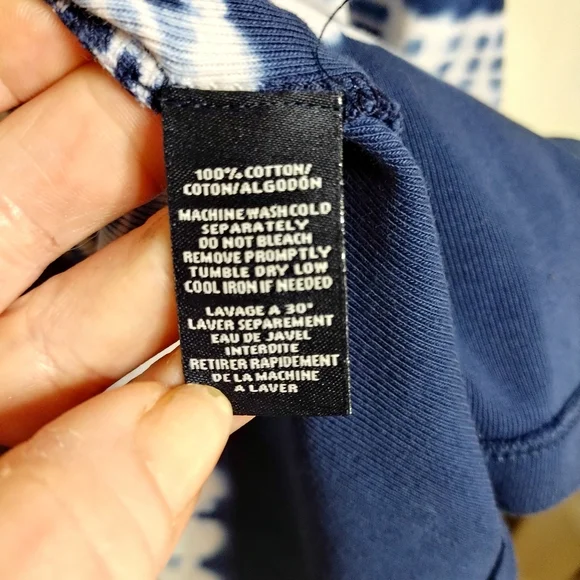 100% COTTON/
COTON/ALGODÓN
MACHINE WASH COLD
SEPARATELY
DO NOT BLEACH
REMOVE PROMPTLY
TUMBLE DRY LOW
COOL IRON IF NEEDED
LAVAGE A 30°
LAVER SEPAREMENT
EAU DE JAVEL
INTERDITE
RETIRER RAPIDEMENT
DE LA MACHINE
A LAVER